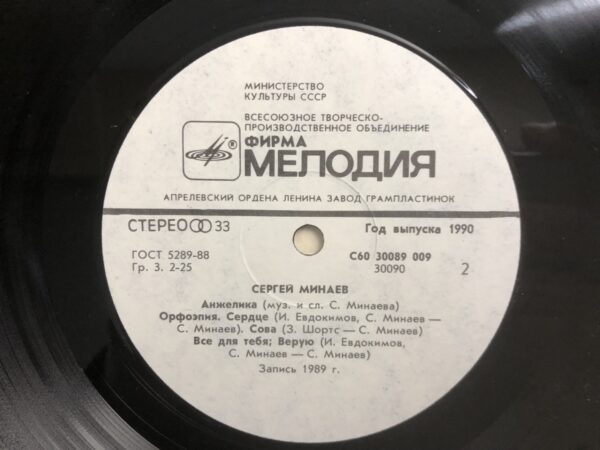 МИНИСТЕРСТВО
КУЛЬТУРЫ СССР
ВСЕСОЮЗНОЕ ТВОРЧЕСКО-
ПРОИЗВОДСТВЕННОЕ ОБЪЕДИНЕНИЕ
®
ФИРМА
МЕЛОДИЯ
АПРЕЛЕВСКИЙ ОРДЕНА ЛЕНИНА ЗАВОД ГРАМПЛАСТИНОК
СТЕРЕО 33
Год выпуска 1990
ГОСТ 5289-88
С60 30089 009
Гр. 3. 2-25
30090
2
СЕРГЕЙ МИНАЕВ
Анжелика (муз. и сл. С. Минаева)
Орфоэпия. Сердце (И. Евдокимов, С. Минаев —
С. Минаев). Сова (З. Шортс — С. Минаев)
Все для тебя; Верую (И. Евдокимов,
С. Минаев — С. Минаев)
Запись 1989 г.